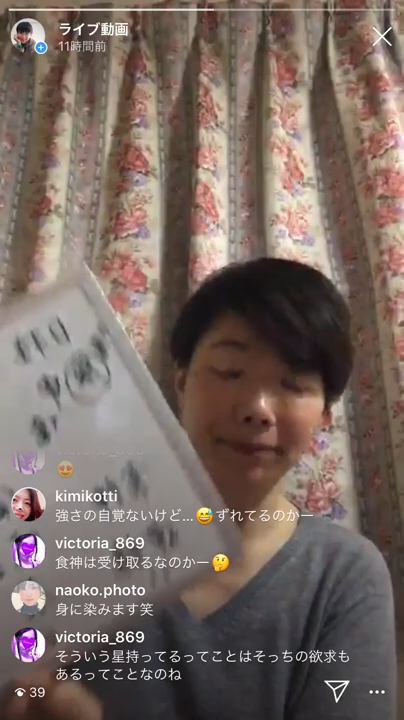 ライブ動画
11時間前
kimikotti
強さの自覚ないけど...😅ずれてるのかー
victoria_869
食神は受け取るなのかー🤔
naoko.photo
身に染みます笑
victoria_869
そういう星持ってるってことはそっちの欲求も
あるってことなのね
39